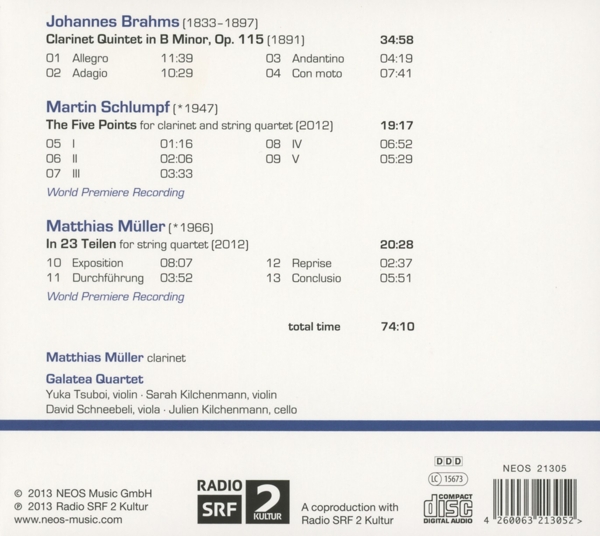 Johannes Brahms (1833–1897)
Clarinet Quintet in B Minor, Op. 115 (1891) 34:58
01 Allegro 11:39 03 Andantino 04:19
02 Adagio 10:29 04 Con moto 07:41
Martin Schlumpf (*1947)
The Five Points for clarinet and string quartet (2012) 19:17
05 I 01:16 08 IV 06:52
06 II 02:06 09 V 05:29
07 III 03:33
World Premiere Recording
Matthias Müller (*1966)
In 23 Teilen for string quartet (2012) 20:28
10 Exposition 08:07 12 Reprise 02:37
11 Durchführung 03:52 13 Conclusio 05:51
World Premiere Recording
total time 74:10
Matthias Müller clarinet
Galatea Quartet
Yuka Tsuboi, violin · Sarah Kilchenmann, violin
David Schneebeli, viola · Julien Kilchenmann, cello
© 2013 NEOS Music GmbH
℗ 2013 Radio SRF 2 Kultur
www.neos-music.com
RADIO
SRF 2
KULTUR
A coproduction with
Radio SRF 2 Kultur
DDD
LC 15673
COMPACT
disc
DIGITAL AUDIO
NEOS 21305
4 260063 213052 >